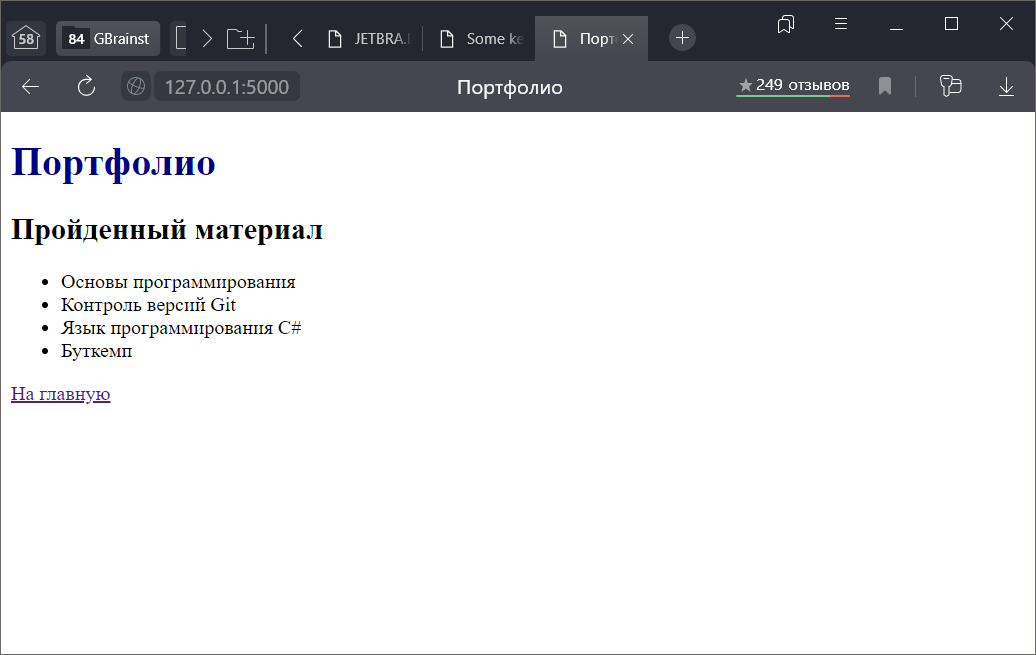 58
84 GBrainst
JETBRA.I
Some ke
Порт
127.0.0.1:5000
Портфолио
249 отзывов
Портфолио
Пройденный материал
Основы программирования
Контроль версий Git
Язык программирования C#
Буткемп
На главную